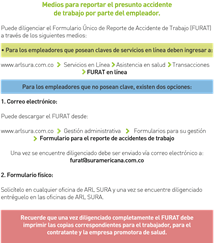 Medios para reportar el presunto accidente
de trabajo por parte del empleador.
Puede diligenciar el Formulario Único de Reporte de Accidente de Trabajo (FURAT)
a través de los siguientes medios:
• Para los empleadores que posean claves de servicios en línea deben ingresar a:
www.arlsura.com.co > Servicios en Línea > Asistencia en salud > Transacciones
> FURAT en línea
Para los empleadores que no posean clave, existen dos opciones:
1. Correo electrónico:
Puede descargar el FURAT desde:
www.arlsura.com.co > Gestión administrativa > Formularios para su gestión
> Formulario para el reporte de accidentes de trabajo
Una vez se encuentre diligenciado debe ser enviado vía correo electrónico a:
furat@suramericana.com.co
2. Formulario físico:
Solicítelo en cualquier oficina de ARL SURA y una vez se encuentre diligenciado
entréguelo en las oficinas de ARL SURA.
Recuerde que una vez diligenciado completamente el FURAT debe
imprimir las copias correspondientes para el trabajador, para el
contratante y la empresa promotora de salud.